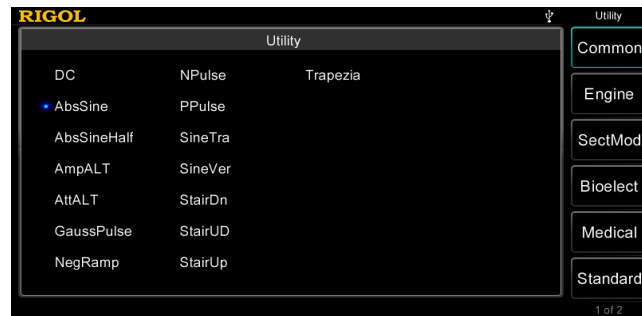 RIGOL
Utility
Utility
DC NPulse Trapezia
AbsSine PPulse
AbsSineHalf SineTra
AmpALT SineVer
AttALT StairDn
GaussPulse StairUD
NegRamp StairUp
Common
Engine
SectMod
Bioelect
Medical
Standard
1 of 2